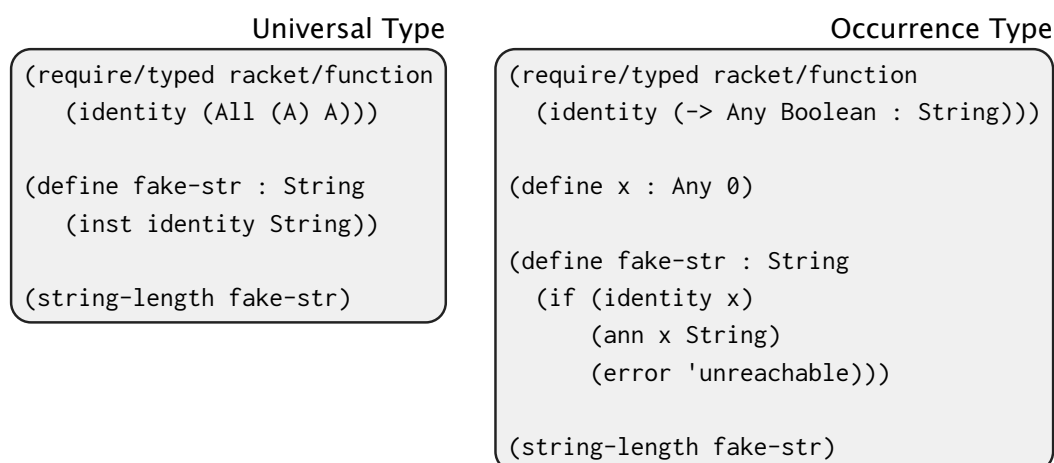 Universal Type
(require/typed racket/function
(identity (All (A) A)))
(define fake-str : String
(inst identity String))
(string-length fake-str)
Occurrence Type
(require/typed racket/function
(identity (-> Any Boolean : String)))
(define x : Any 0)
(define fake-str : String
(if (identity x)
(ann x String)
(error 'unreachable)))
(string-length fake-str)